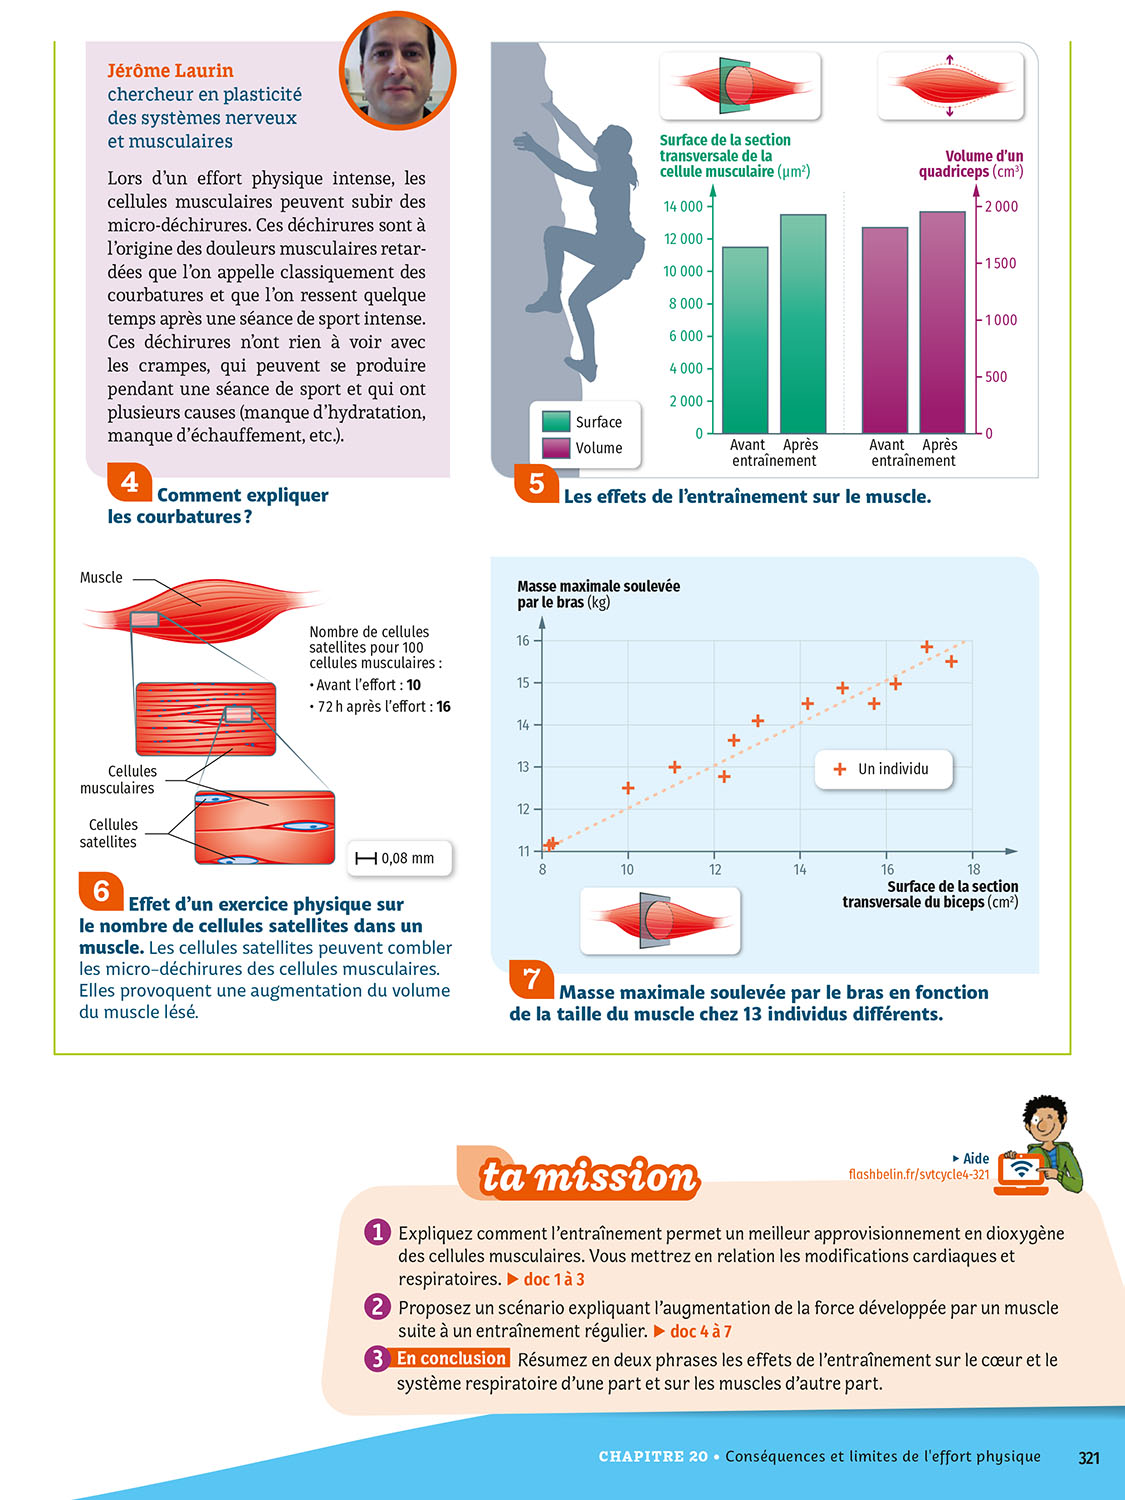 Jérôme Laurin
chercheur en plasticité
des systèmes nerveux
et musculaires
Lors d’un effort physique intense, les
cellules musculaires peuvent subir des
micro-déchirures. Ces déchirures sont à
l’origine des douleurs musculaires retar-
dées que l’on appelle classiquement des
courbatures et que l’on ressent quelque
temps après une séance de sport intense.
Ces déchirures n’ont rien à voir avec
les crampes, qui peuvent se produire
pendant une séance de sport et qui ont
plusieurs causes (manque d’hydratation,
manque d’échauffement, etc.).
4 Comment expliquer
les courbatures ?
Surface de la section
transversale de la
cellule musculaire (µm²)
14 000
12 000
10 000
8 000
6 000
4 000
2 000
0
Avant Après
entraînement
Volume d’un
quadriceps (cm³)
2 000
1 500
1 000
500
0
Avant Après
entraînement
Surface
Volume
5 Les effets de l’entraînement sur le muscle.
Muscle
Nombre de cellules
satellites pour 100
cellules musculaires :
• Avant l’effort : 10
• 72 h après l’effort : 16
Cellules
musculaires
Cellules
satellites
0,08 mm
6 Effet d’un exercice physique sur
le nombre de cellules satellites dans un
muscle. Les cellules satellites peuvent combler
les micro-déchirures des cellules musculaires.
Elles provoquent une augmentation du volume
du muscle lésé.
Masse maximale soulevée
par le bras (kg)
16
15
14
13
12
11
8 10 12 14 16 18
Un individu
Surface de la section
transversale du biceps (cm²)
7 Masse maximale soulevée par le bras en fonction
de la taille du muscle chez 13 individus différents.
ta mission
▶ Aide
flashbelin.fr/svtcycle4-321
1 Expliquez comment l’entraînement permet un meilleur approvisionnement en dioxygène
des cellules musculaires. Vous mettrez en relation les modifications cardiaques et
respiratoires. ▶ doc 1 à 3
2 Proposez un scénario expliquant l’augmentation de la force développée par un muscle
suite à un entraînement régulier. ▶ doc 4 à 7
3 En conclusion Résumez en deux phrases les effets de l’entraînement sur le cœur et le
système respiratoire d’une part et sur les muscles d’autre part.
CHAPITRE 20 • Conséquences et limites de l'effort physique 321